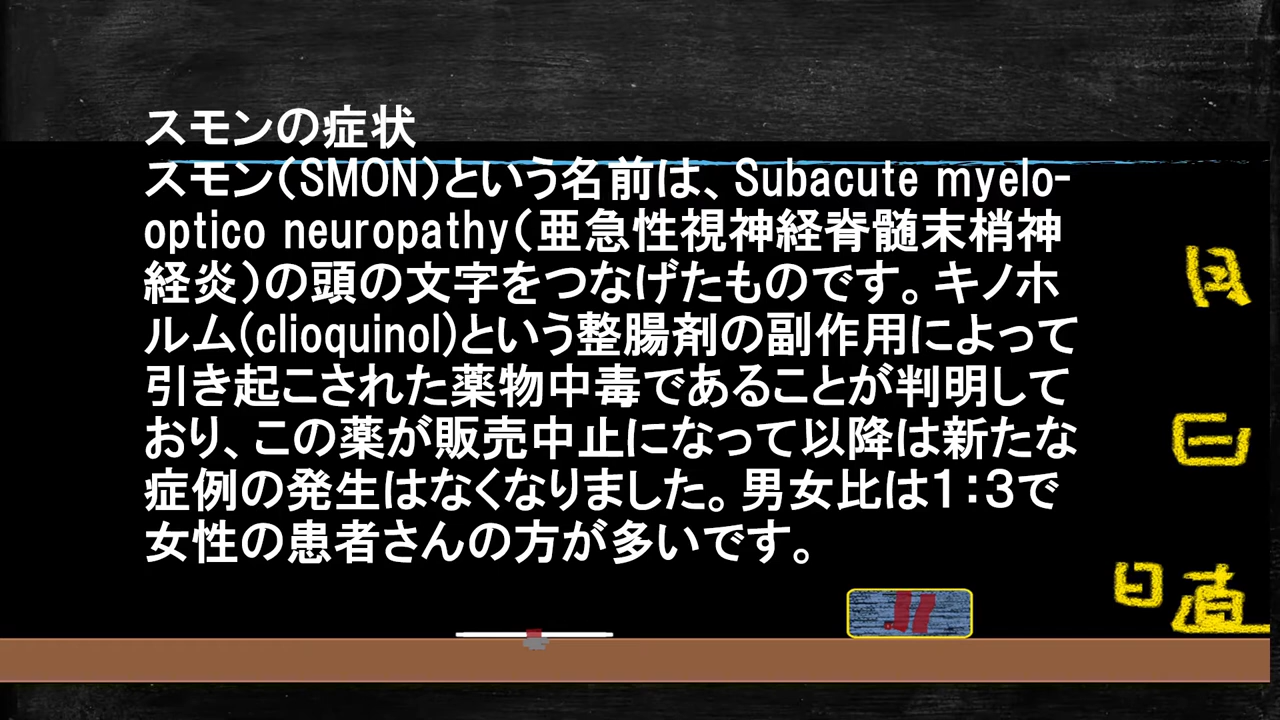 スモンの症状
スモン(SMON)という名前は、Subacute myelo-
optico neuropathy(亜急性視神経脊髄末梢神
経炎)の頭の文字をつなげたものです。キノホ
ルム(clioquinol)という整腸剤の副作用によって
引き起こされた薬物中毒であることが判明して
おり、この薬が販売中止になって以降は新たな
症例の発生はなくなりました。男女比は1:3で
女性の患者さんの方が多いです。
月
日
日直